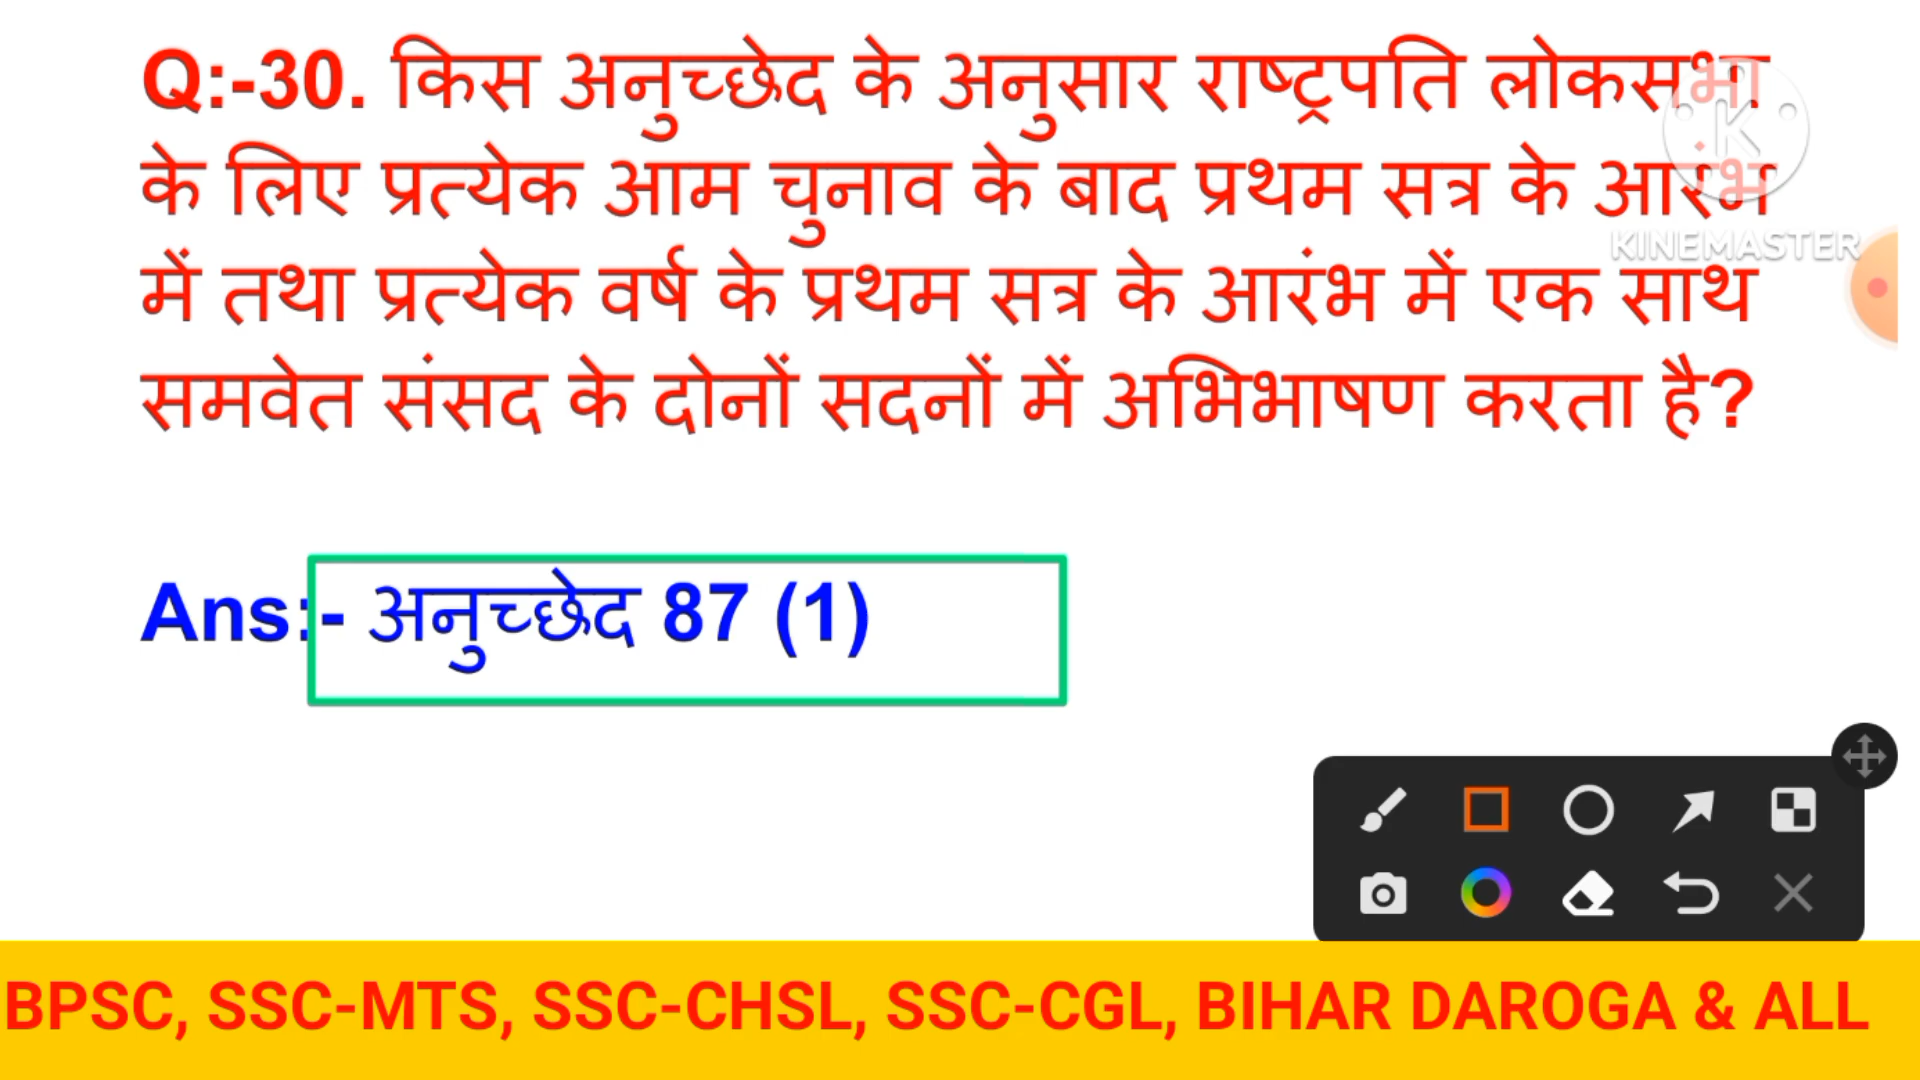 Q:-30. किस अनुच्छेद के अनुसार राष्ट्रपति लोकसभा
के लिए प्रत्येक आम चुनाव के बाद प्रथम सत्र के आरंभ
में तथा प्रत्येक वर्ष के प्रथम सत्र के आरंभ में एक साथ
समवेत संसद के दोनों सदनों में अभिभाषण करता है?
K
KINEMASTER
Ans:- अनुच्छेद 87 (1)
BPSC, SSC-MTS, SSC-CHSL, SSC-CGL, BIHAR DAROGA & ALL